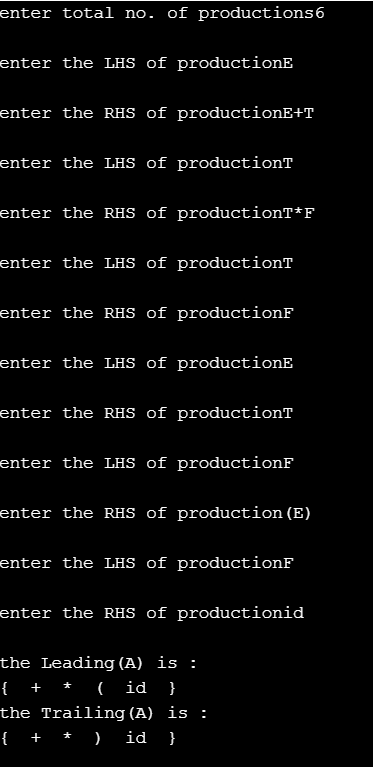 enter total no. of productions6
enter the LHS of productionE
enter the RHS of productionE+T
enter the LHS of productionT
enter the RHS of productionT*F
enter the LHS of productionT
enter the RHS of productionF
enter the LHS of productionE
enter the RHS of productionT
enter the LHS of productionF
enter the RHS of production(E)
enter the LHS of productionF
enter the RHS of productionid
the Leading(A) is :
{ + * ( id }
the Trailing(A) is :
{ + * ) id }